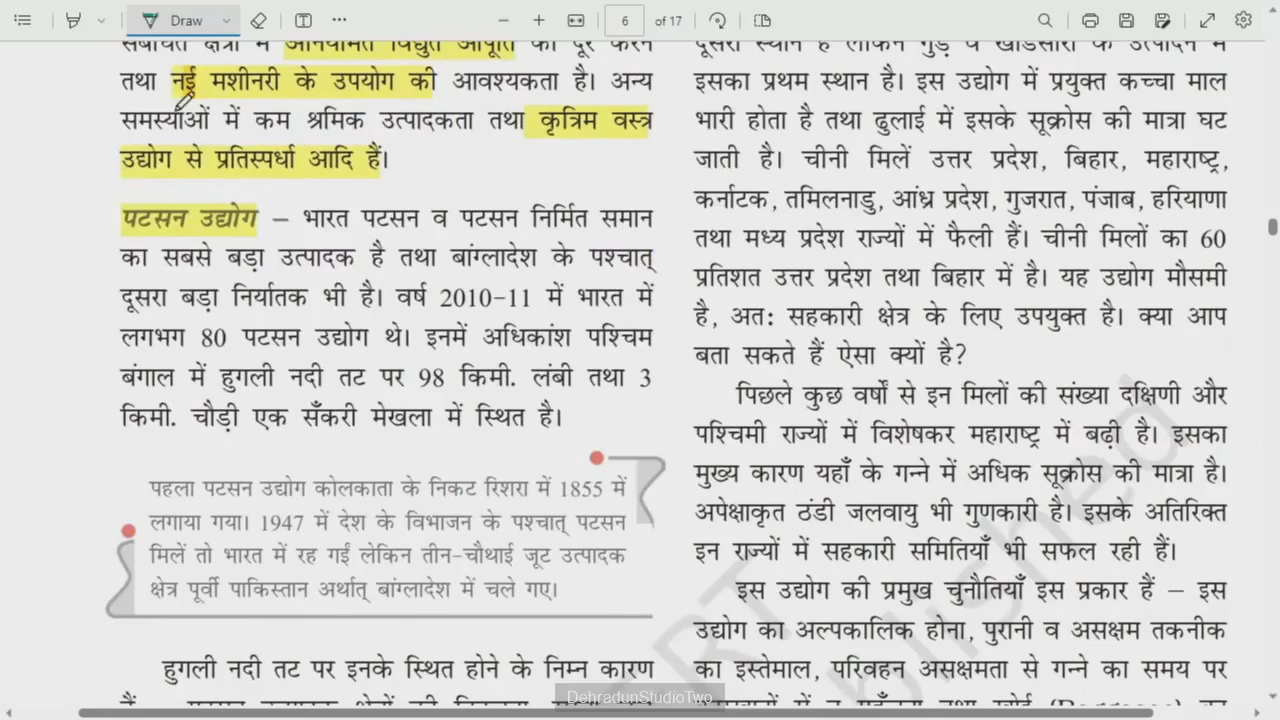 Draw
6
of 17
संबंधित क्षेत्रों में अनियमित विद्युत आपूर्ति को दूर करने
तथा नई मशीनरी के उपयोग की आवश्यकता है। अन्य
समस्याओं में कम श्रमिक उत्पादकता तथा कृत्रिम वस्त्र
उद्योग से प्रतिस्पर्धा आदि हैं।
पटसन उद्योग – भारत पटसन व पटसन निर्मित समान
का सबसे बड़ा उत्पादक है तथा बांग्लादेश के पश्चात्
दूसरा बड़ा निर्यातक भी है। वर्ष 2010-11 में भारत में
लगभग 80 पटसन उद्योग थे। इनमें अधिकांश पश्चिम
बंगाल में हुगली नदी तट पर 98 किमी. लंबी तथा 3
किमी. चौड़ी एक सँकरी मेखला में स्थित है।
पहला पटसन उद्योग कोलकाता के निकट रिशरा में 1855 में
लगाया गया। 1947 में देश के विभाजन के पश्चात् पटसन
मिलें तो भारत में रह गईं लेकिन तीन-चौथाई जूट उत्पादक
क्षेत्र पूर्वी पाकिस्तान अर्थात् बांग्लादेश में चले गए।
हुगली नदी तट पर इनके स्थित होने के निम्न कारण
दूसरा स्थान है लेकिन गुड़ व खांडसारी के उत्पादन में
इसका प्रथम स्थान है। इस उद्योग में प्रयुक्त कच्चा माल
भारी होता है तथा ढुलाई में इसके सूक्रोस की मात्रा घट
जाती है। चीनी मिलें उत्तर प्रदेश, बिहार, महाराष्ट्र,
कर्नाटक, तमिलनाडु, आंध्र प्रदेश, गुजरात, पंजाब, हरियाणा
तथा मध्य प्रदेश राज्यों में फैली हैं। चीनी मिलों का 60
प्रतिशत उत्तर प्रदेश तथा बिहार में है। यह उद्योग मौसमी
है, अतः सहकारी क्षेत्र के लिए उपयुक्त है। क्या आप
बता सकते हैं ऐसा क्यों है?
पिछले कुछ वर्षों से इन मिलों की संख्या दक्षिणी और
पश्चिमी राज्यों में विशेषकर महाराष्ट्र में बढ़ी है। इसका
मुख्य कारण यहाँ के गन्ने में अधिक सूक्रोस की मात्रा है।
अपेक्षाकृत ठंडी जलवायु भी गुणकारी है। इसके अतिरिक्त
इन राज्यों में सहकारी समितियाँ भी सफल रही हैं।
इस उद्योग की प्रमुख चुनौतियाँ इस प्रकार हैं – इस
उद्योग का अल्पकालिक होना, पुरानी व असक्षम तकनीक
का इस्तेमाल, परिवहन असक्षमता से गन्ने का समय पर
DehradunStudioTwo